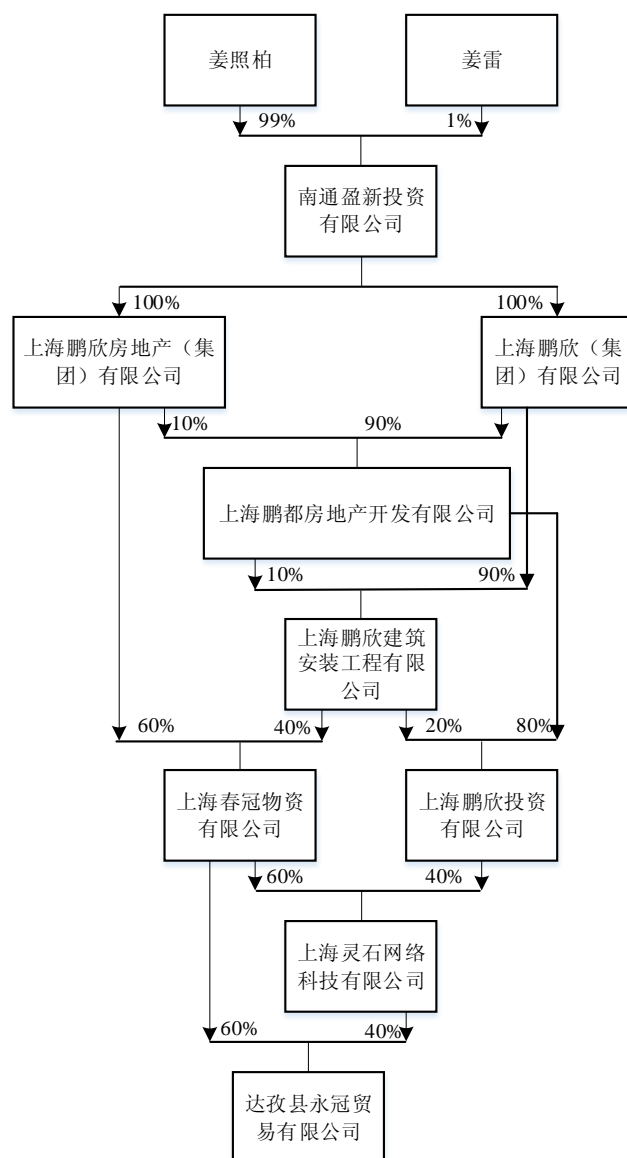 姜照柏
姜雷
99%
1%
南通盈新投资
有限公司
100%
100%
上海鹏欣房地产（集
团）有限公司
上海鹏欣（集团）
有限公司
10%
90%
上海鹏都房地产开发有限公司
10%
90%
上海鹏欣建筑
安装工程有限
公司
60%
40%
20%
80%
上海春冠物资
有限公司
上海鹏欣投资
有限公司
60%
40%
上海灵石网络
科技有限公司
60%
40%
达孜县永冠贸
易有限公司